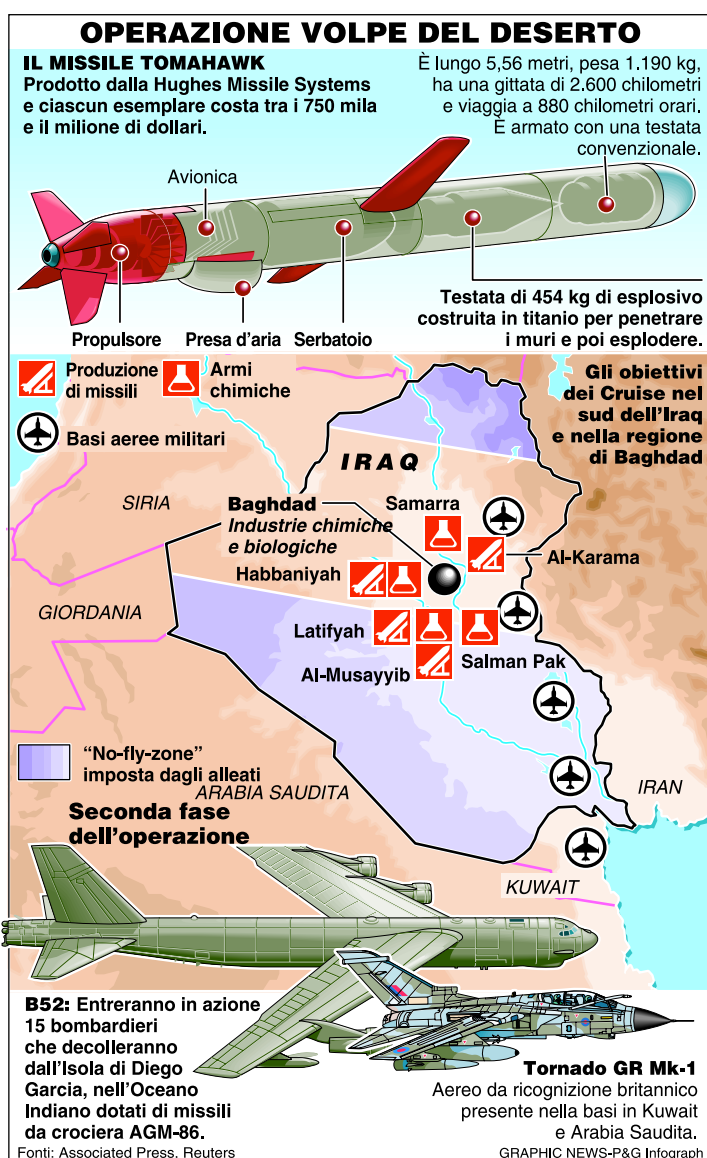 OPERAZIONE VOLPE DEL DESERTO
IL MISSILE TOMAHAWK
Prodotto dalla Hughes Missile Systems
e ciascun esemplare costa tra i 750 mila
e il milione di dollari.
È lungo 5,56 metri, pesa 1.190 kg,
ha una gittata di 2.600 chilometri
e viaggia a 880 chilometri orari.
È armato con una testata
convenzionale.
Avionica
Propulsore
Presa d'aria
Serbatoio
Testata di 454 kg di esplosivo
costruita in titanio per penetrare
i muri e poi esplodere.
Produzione
di missili
Armi
chimiche
Basi aeree militari
Gli obiettivi
dei Cruise nel
sud dell'Iraq
e nella regione
di Baghdad
IRAQ
SIRIA
Baghdad
Industrie chimiche
e biologiche
Samarra
Al-Karama
Habbaniyah
GIORDANIA
Latifyah
Salman Pak
Al-Musayyib
"No-fly-zone"
imposta dagli alleati
ARABIA SAUDITA
IRAN
Seconda fase
dell'operazione
KUWAIT
B52: Entreranno in azione
15 bombardieri
che decolleranno
dall'Isola di Diego
Garcia, nell'Oceano
Indiano dotati di missili
da crociera AGM-86.
Tornado GR Mk-1
Aereo da ricognizione britannico
presente nella basi in Kuwait
e Arabia Saudita.
Fonti: Associated Press, Reuters
GRAPHIC NEWS-P&G Infograph